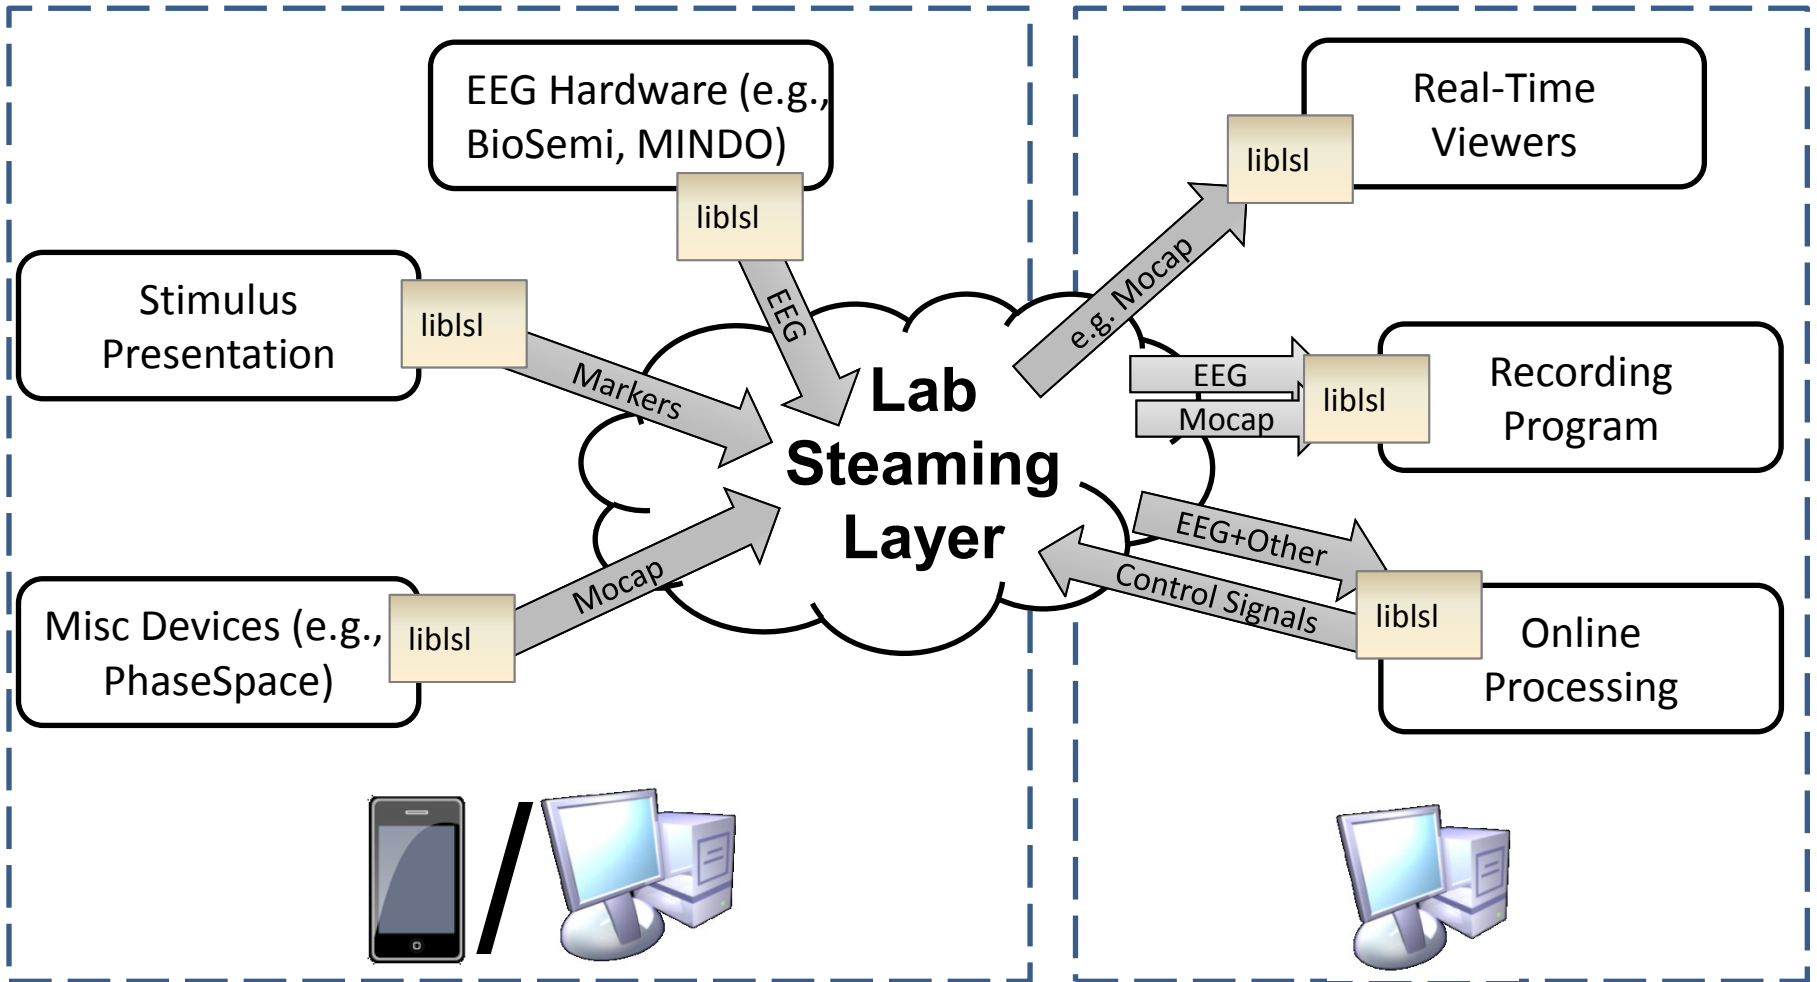 EEG Hardware (e.g.,
BioSemi, MINDO)
liblsl
EEG
Stimulus
Presentation
liblsl
Markers
Misc Devices (e.g.,
PhaseSpace)
liblsl
Mocap
/
Lab
Steaming
Layer
Real-Time
Viewers
liblsl
e.g. Mocap
Recording
Program
liblsl
EEG
Mocap
Online
Processing
liblsl
EEG+Other
Control Signals